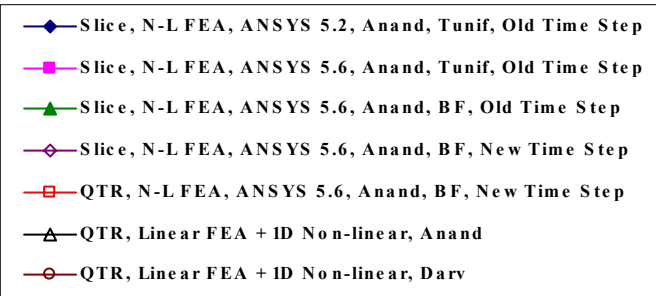 Slice, N-L FEA, ANSYS 5.2, Anand, Tunif, Old Time Step
Slice, N-L FEA, ANSYS 5.6, Anand, Tunif, Old Time Step
Slice, N-L FEA, ANSYS 5.6, Anand, BF, Old Time Step
Slice, N-L FEA, ANSYS 5.6, Anand, BF, New Time Step
QTR, N-L FEA, ANSYS 5.6, Anand, BF, New Time Step
QTR, Linear FEA + 1D Non-linear, Anand
QTR, Linear FEA + 1D Non-linear, Darv